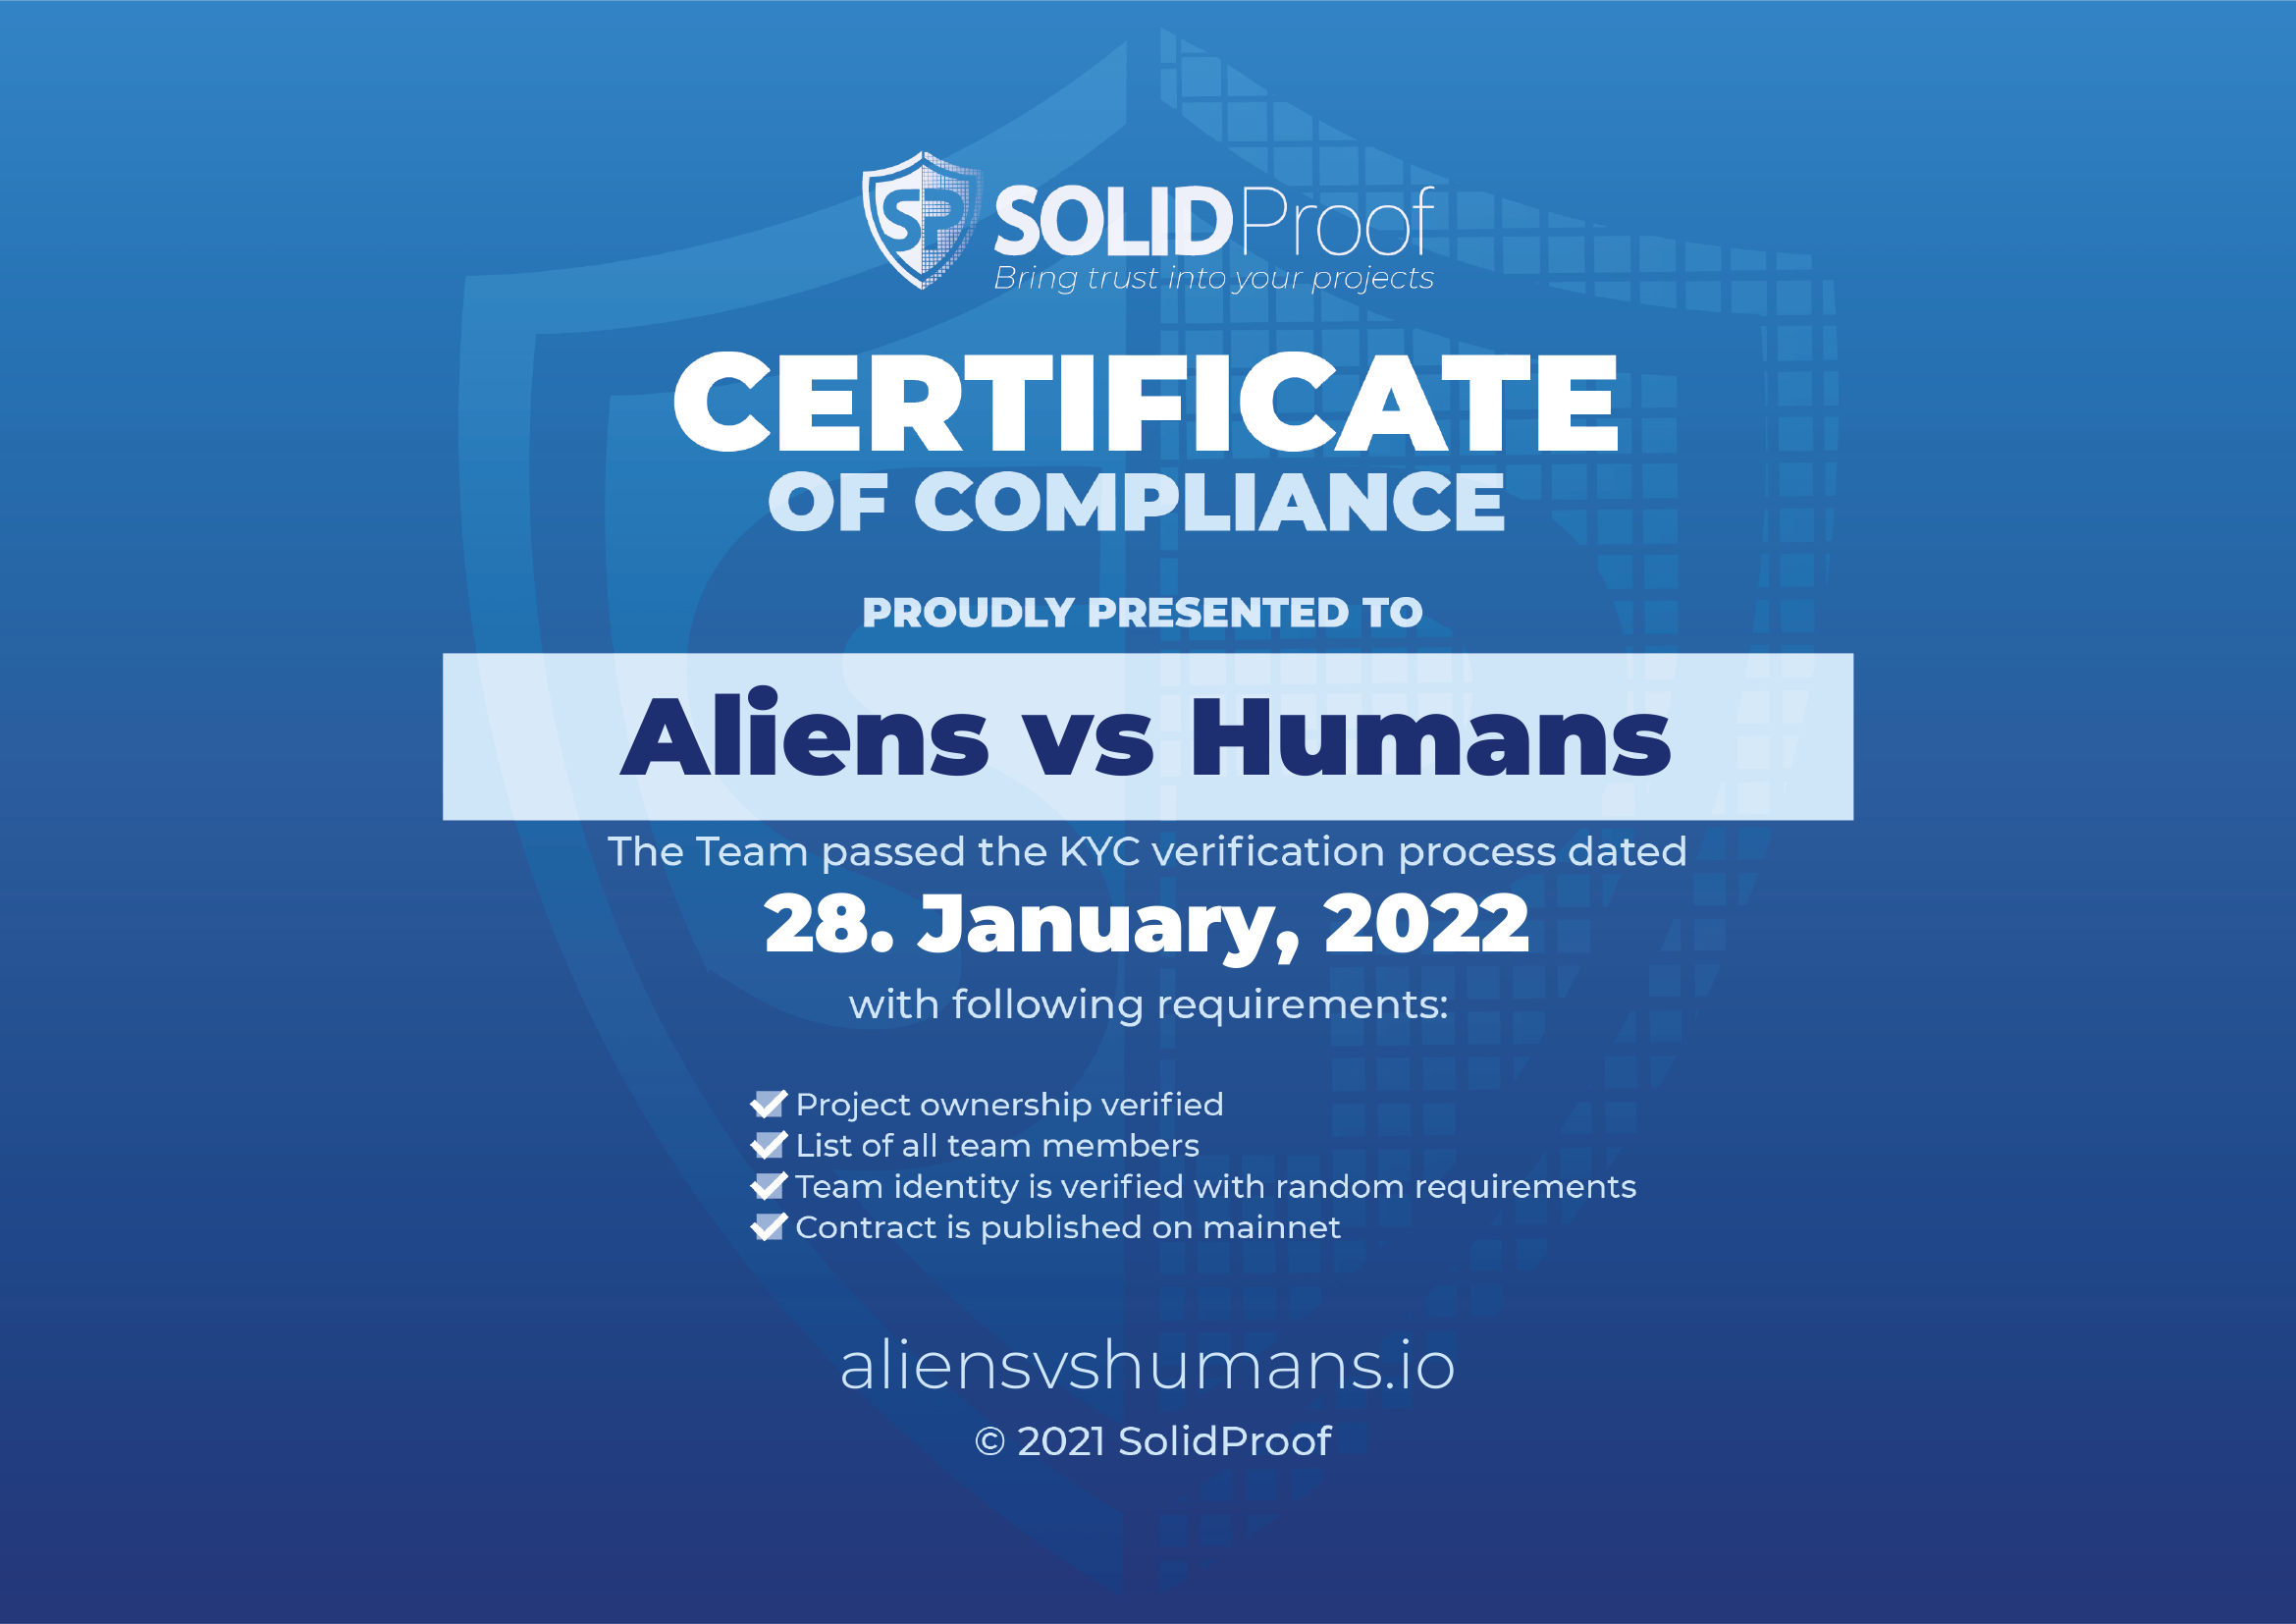 SP SOLIDProof
Bring trust into your projects
CERTIFICATE
OF COMPLIANCE
PROUDLY PRESENTED TO
Aliens vs Humans
The Team passed the KYC verification process dated
28. January, 2022
with following requirements:
Project ownership verified
List of all team members
Team identity is verified with random requirements
Contract is published on mainnet
aliensvshumans.io
© 2021 SolidProof